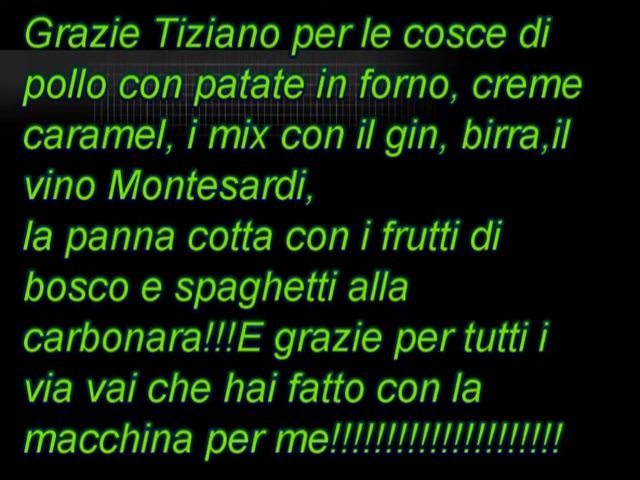 Grazie Tiziano per le cosce di
pollo con patate in forno, creme
caramel, i mix con il gin, birra,il
vino Montesardi,
la panna cotta con i frutti di
bosco e spaghetti alla
carbonara!!!E grazie per tutti i
via vai che hai fatto con la
macchina per me!!!!!!!!!!!!!!!!!!!!!